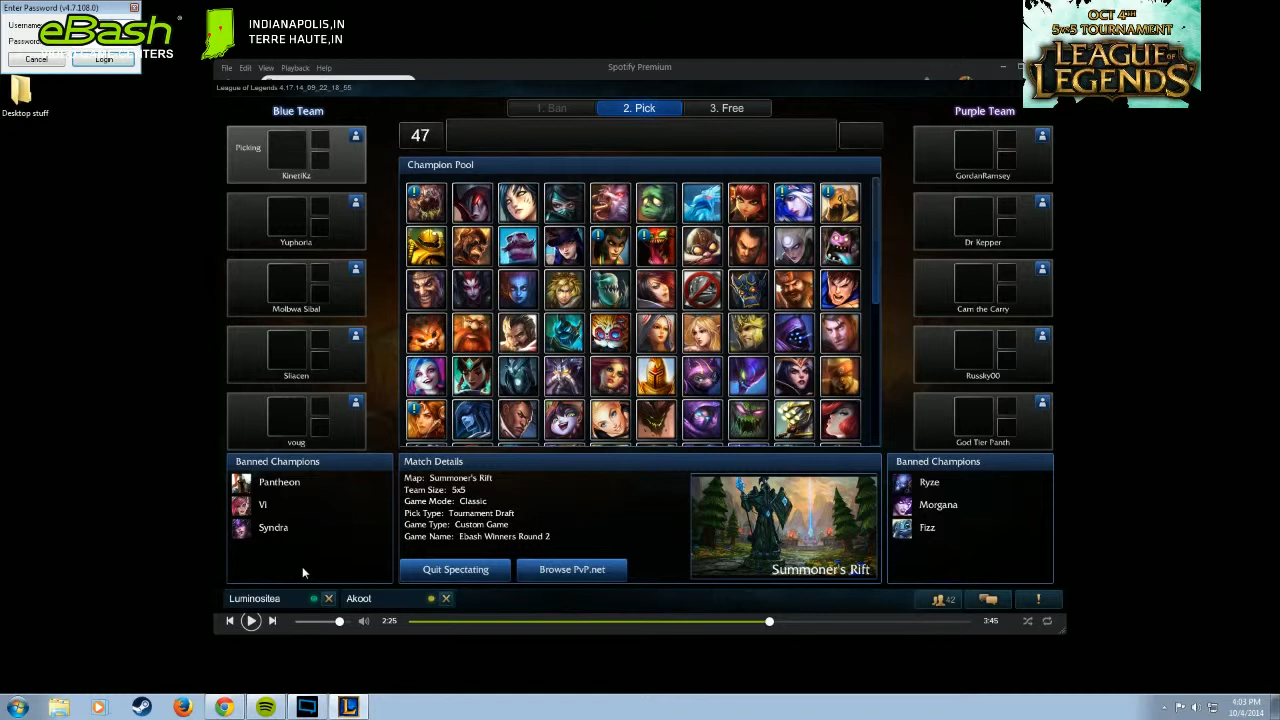 Enter Password (v4.7.108.0)
Username
Password
Cancel
Login
eBash
CENTERS
INDIANAPOLIS,IN
TERRE HAUTE,IN
OCT 4TH
5vs5 TOURNAMENT
LEAGUE OF
LEGENDS
Desktop stuff
File Edit View Playback Help
Spotify Premium
League of Legends 4.17.14_09_22_18_55
Blue Team
1. Ban
2. Pick
3. Free
Purple Team
47
Champion Pool
Picking
KinetiKz
Yuphoria
Molbwa Sibal
Sliacen
voug
GordanRamsey
Dr Kepper
Cam the Carry
Russky00
God Tier Panth
Banned Champions
Pantheon
Vi
Syndra
Match Details
Map: Summoner's Rift
Team Size: 5x5
Game Mode: Classic
Pick Type: Tournament Draft
Game Type: Custom Game
Game Name: Ebash Winners Round 2
Summoner's Rift
Quit Spectating
Browse PvP.net
Banned Champions
Ryze
Morgana
Fizz
Luminositea
Akoot
42
2:25
3:45
4:03 PM
10/4/2014